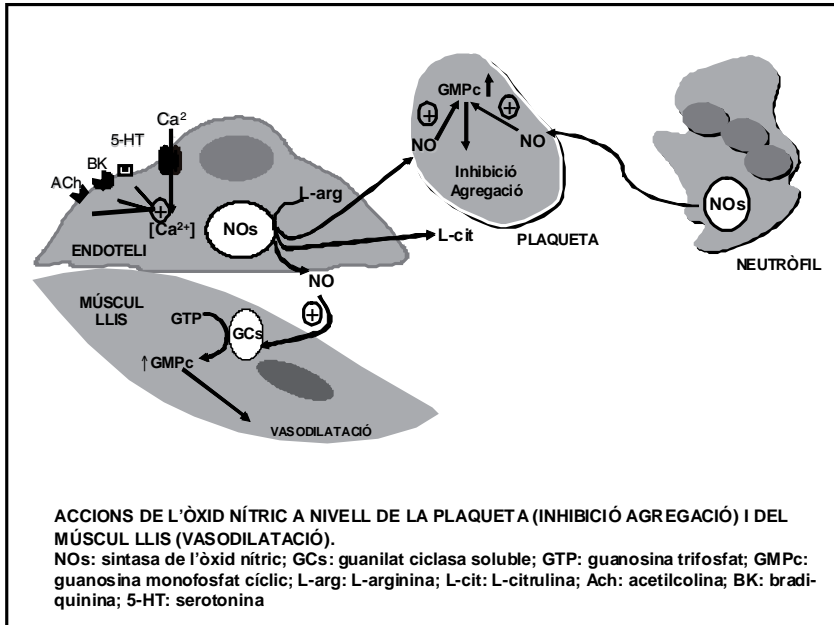 Ca2
5-HT
BK
ACh
+
[Ca2+]
ENDOTELI
NOs
L-arg
L-cit
NO
GMPc
+
+
NO
NO
Inhibició
Agregació
PLAQUETA
NOs
NEUTRÒFIL
MÚSCUL
LLIS
GTP
GCs
+
↑GMPc
VASODILATACIÓ
ACCIONS DE L'ÒXID NÍTRIC A NIVELL DE LA PLAQUETA (INHIBICIÓ AGREGACIÓ) I DEL
MÚSCUL LLIS (VASODILATACIÓ).
NOs: sintasa de l'òxid nítric; GCs: guanilat ciclasa soluble; GTP: guanosina trifosfat; GMPc:
guanosina monofosfat cíclic; L-arg: L-arginina; L-cit: L-citrulina; Ach: acetilcolina; BK: bradi-
quinina; 5-HT: serotonina